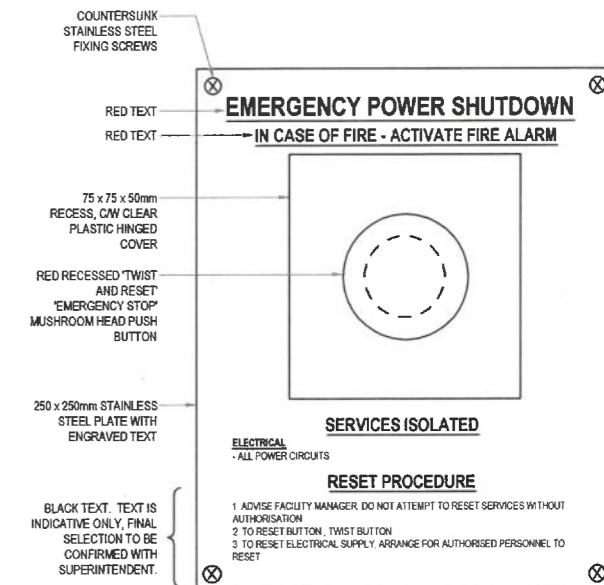 COUNTERSUNK
STAINLESS STEEL
FIXING SCREWS
RED TEXT
EMERGENCY POWER SHUTDOWN
RED TEXT
IN CASE OF FIRE - ACTIVATE FIRE ALARM
75 x 75 x 50mm
RECESS, C/W CLEAR
PLASTIC HINGED
COVER
RED RECESSED 'TWIST
AND RESET'
'EMERGENCY STOP'
MUSHROOM HEAD PUSH
BUTTON
250 x 250mm STAINLESS
STEEL PLATE WITH
ENGRAVED TEXT
SERVICES ISOLATED
ELECTRICAL
- ALL POWER CIRCUITS
RESET PROCEDURE
BLACK TEXT. TEXT IS
INDICATIVE ONLY, FINAL
SELECTION TO BE
CONFIRMED WITH
SUPERINTENDENT.
1 ADVISE FACILITY MANAGER. DO NOT ATTEMPT TO RESET SERVICES WITHOUT
AUTHORISATION
2 TO RESET BUTTON, TWIST BUTTON
3 TO RESET ELECTRICAL SUPPLY, ARRANGE FOR AUTHORISED PERSONNEL TO
RESET